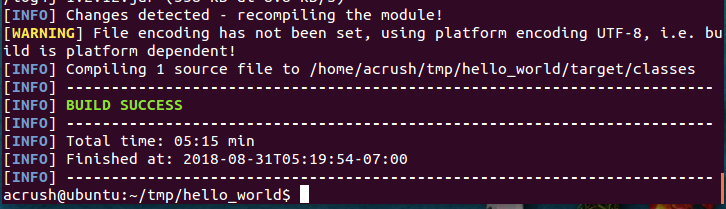 [INFO] Changes detected - recompiling the module!
[WARNING] File encoding has not been set, using platform encoding UTF-8, i.e. bu
ild is platform dependent!
[INFO] Compiling 1 source file to /home/acrush/tmp/hello_world/target/classes
[INFO] ------------------------------------------------------------------------
[INFO] BUILD SUCCESS
[INFO] ------------------------------------------------------------------------
[INFO] Total time: 05:15 min
[INFO] Finished at: 2018-08-31T05:19:54-07:00
[INFO] ------------------------------------------------------------------------
acrush@ubuntu:~/tmp/hello_world$